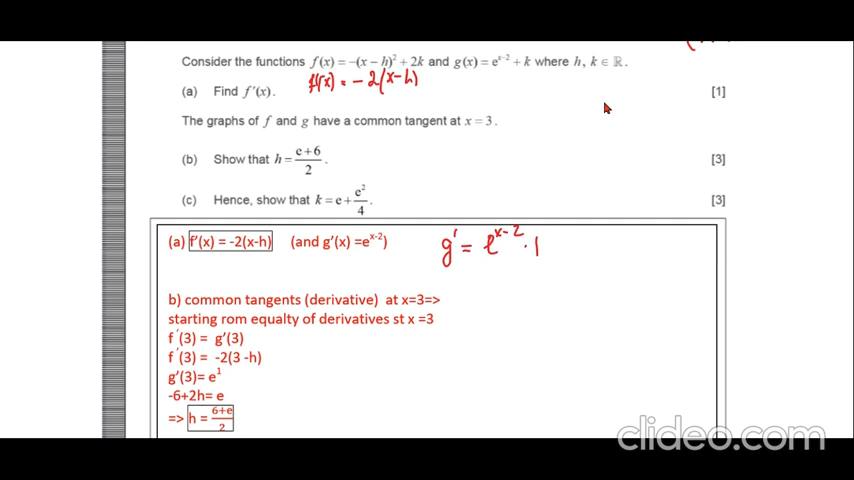 Consider the functions f(x) = −(x − h)² + 2k and g(x) = eˣ⁻² + k where h, k ∈ ℝ.
f'(x) = − 2(x−h)
(a) Find f′(x). [1]
The graphs of f and g have a common tangent at x = 3.
(b) Show that h = (e+6)/2. [3]
(c) Hence, show that k = e + e²/4. [3]
(a) f'(x) = -2(x-h) (and g'(x) =eˣ⁻²)
g' = eˣ⁻² · 1
b) common tangents (derivative) at x=3=>
starting rom equalty of derivatives st x =3
f'(3) = g'(3)
f'(3) = -2(3 -h)
g'(3)= e¹
-6+2h= e
=> h = (6+e)/2
clideo.com